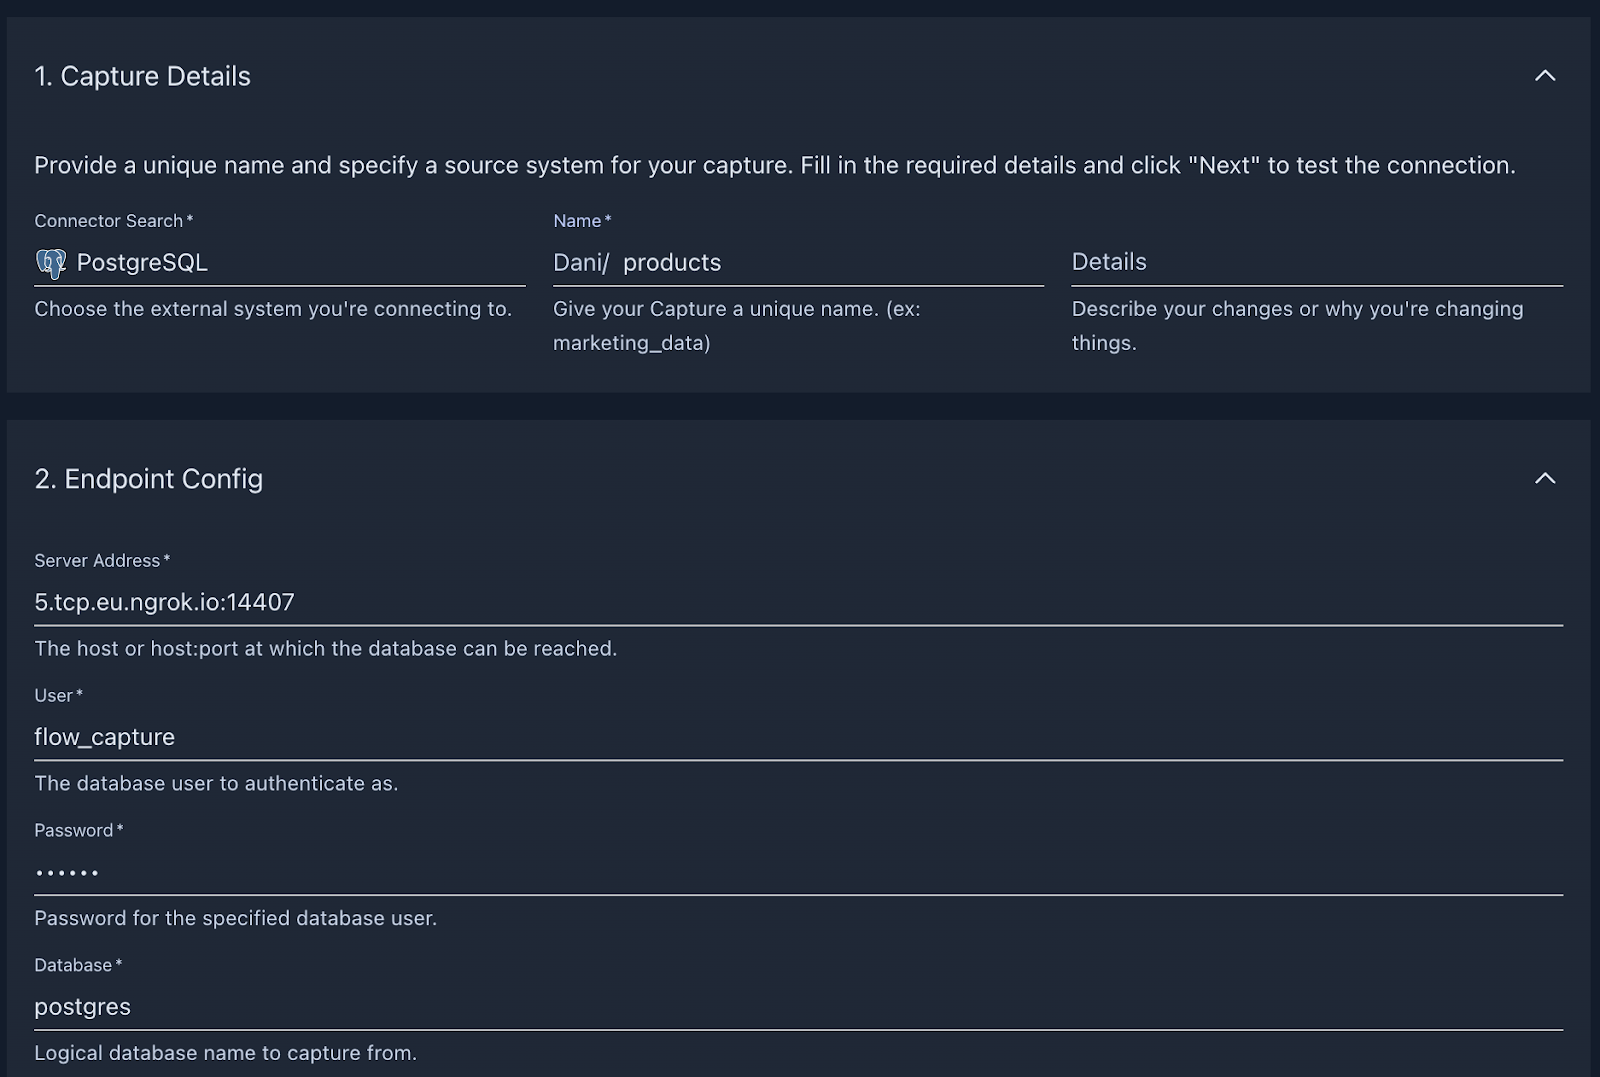 1. Capture Details
Provide a unique name and specify a source system for your capture. Fill in the required details and click "Next" to test the connection.
Connector Search *
PostgreSQL
Choose the external system you're connecting to.
Name *
Dani/ products
Give your Capture a unique name. (ex:
marketing_data)
Details
Describe your changes or why you're changing
things.
2. Endpoint Config
Server Address *
5.tcp.eu.ngrok.io:14407
The host or host:port at which the database can be reached.
User *
flow_capture
The database user to authenticate as.
Password *
••••••
Password for the specified database user.
Database *
postgres
Logical database name to capture from.